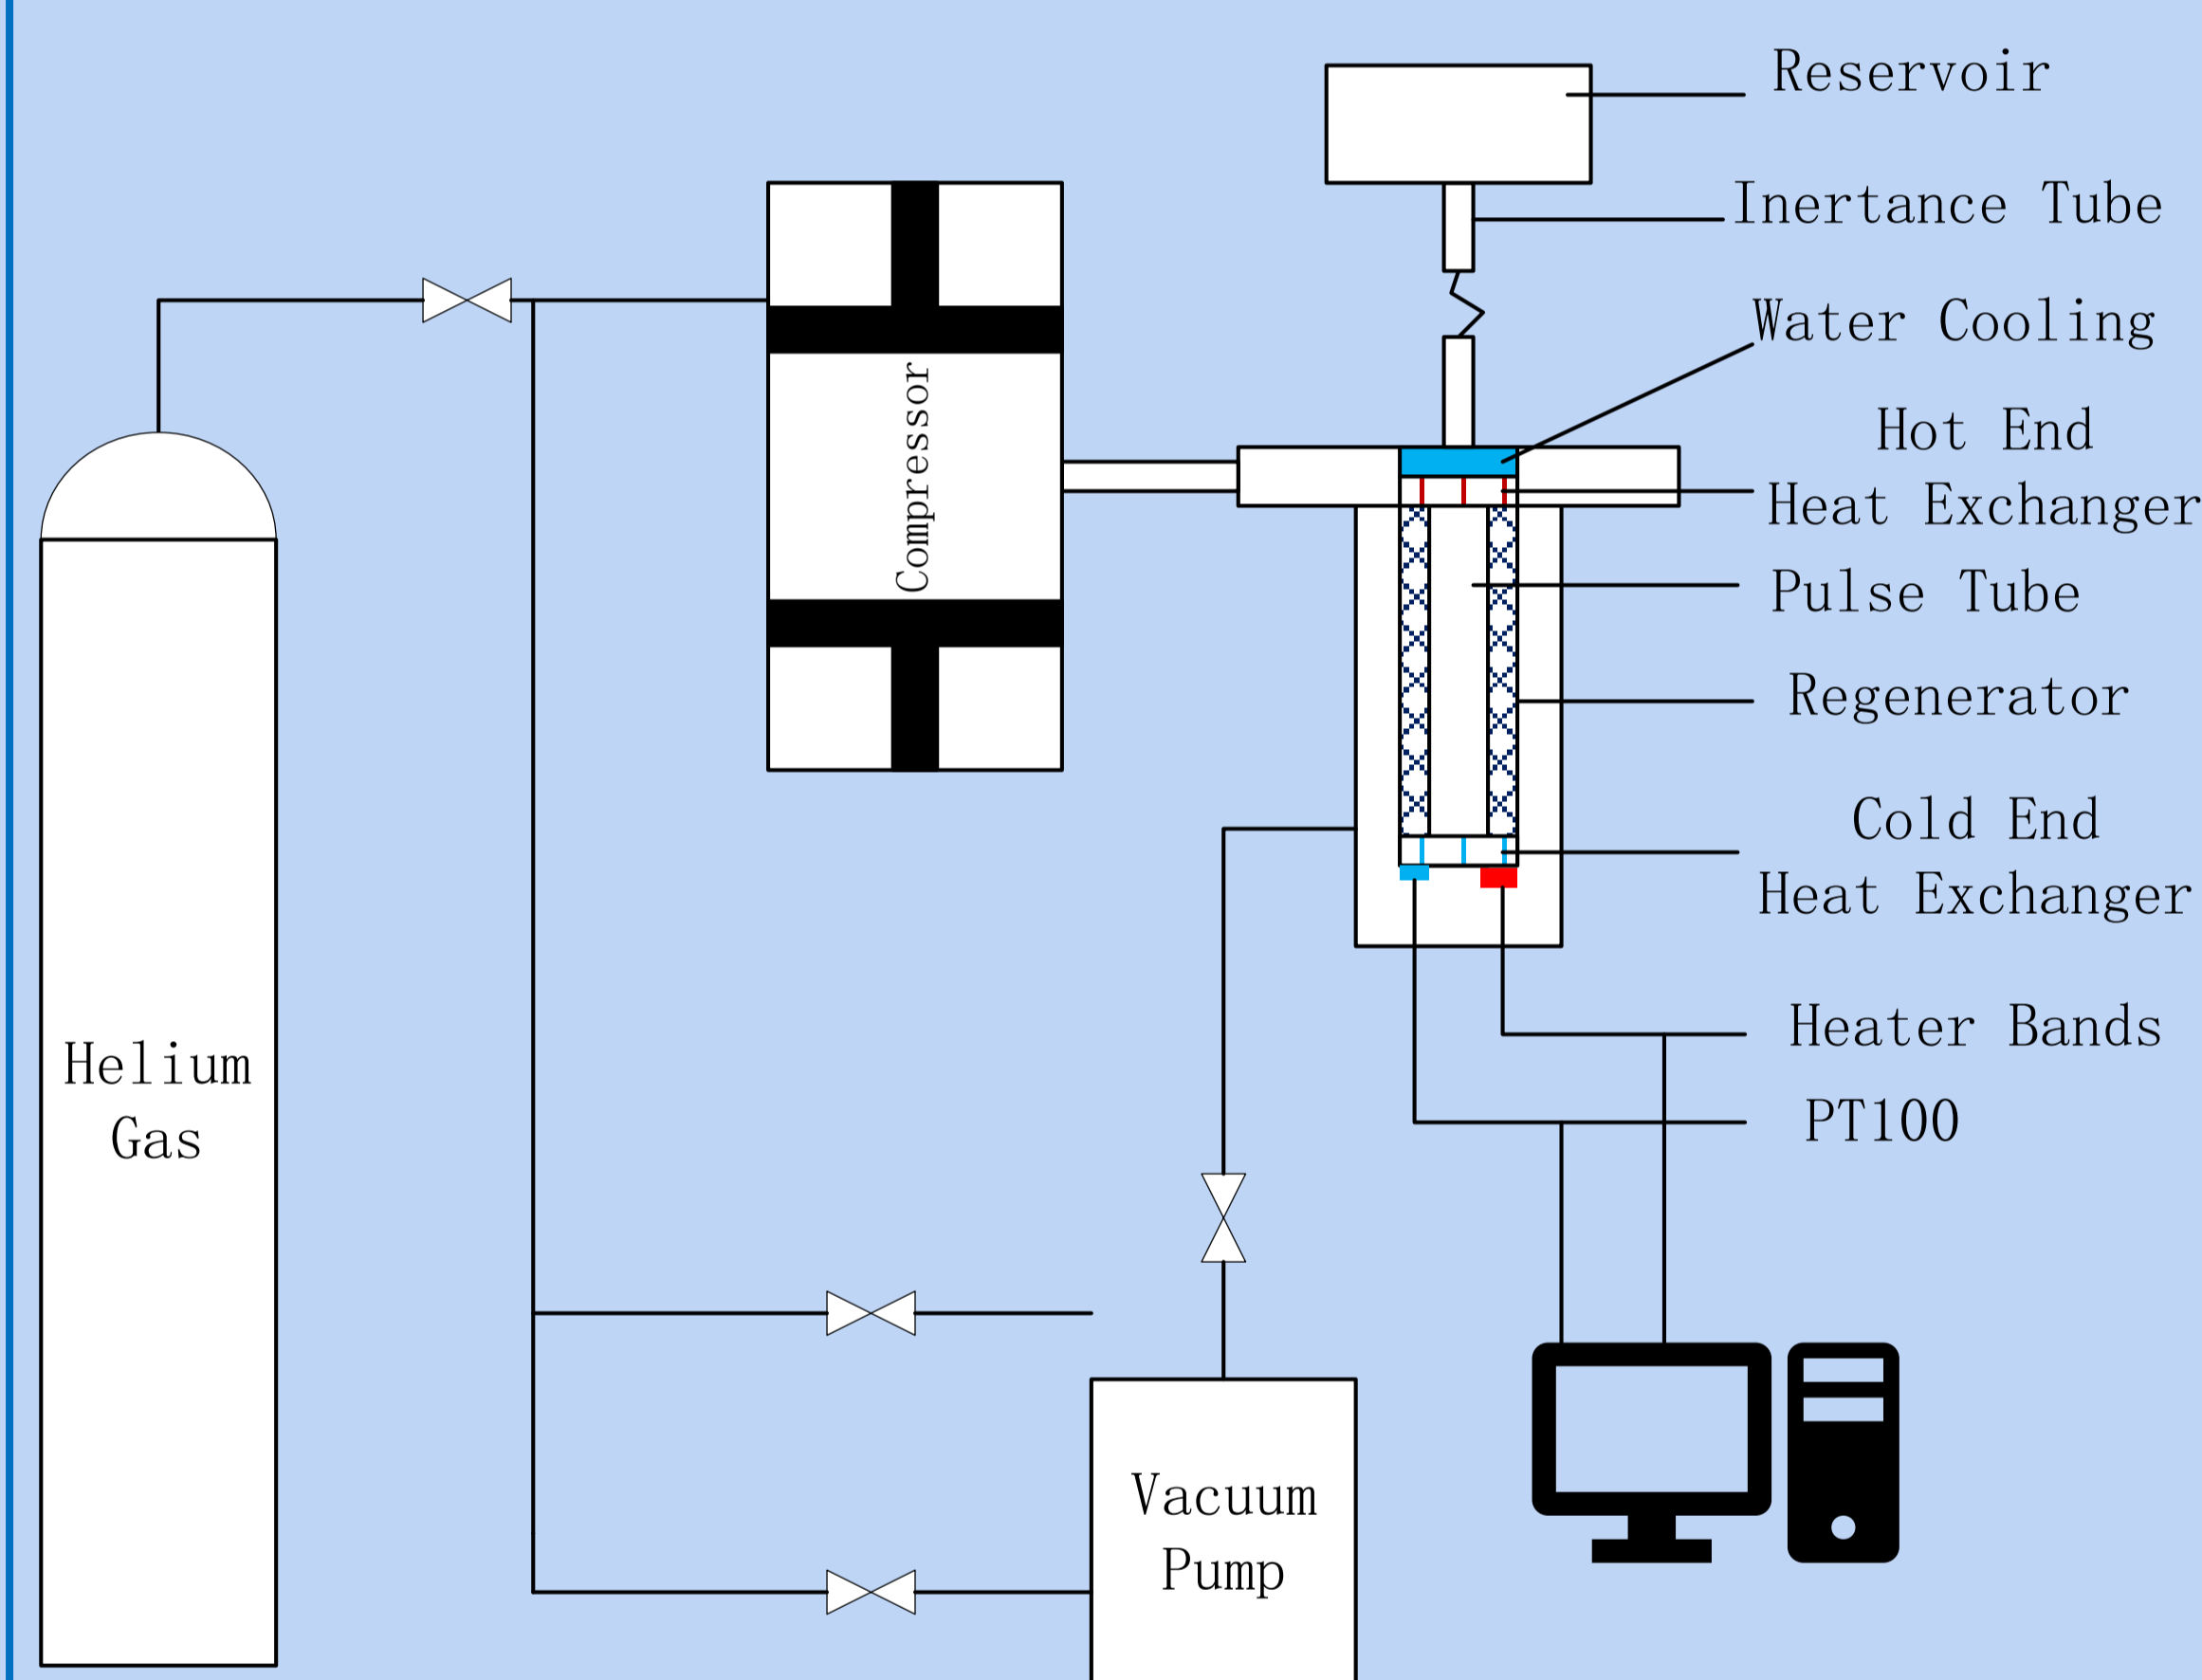 Reservoir
Inertance Tube
Water Cooling
Hot End
Heat Exchanger
Compressor
Pulse Tube
Regenerator
Cold End
Heat Exchanger
Heater Bands
Helium
Gas
PT100
Vacuum
Pump